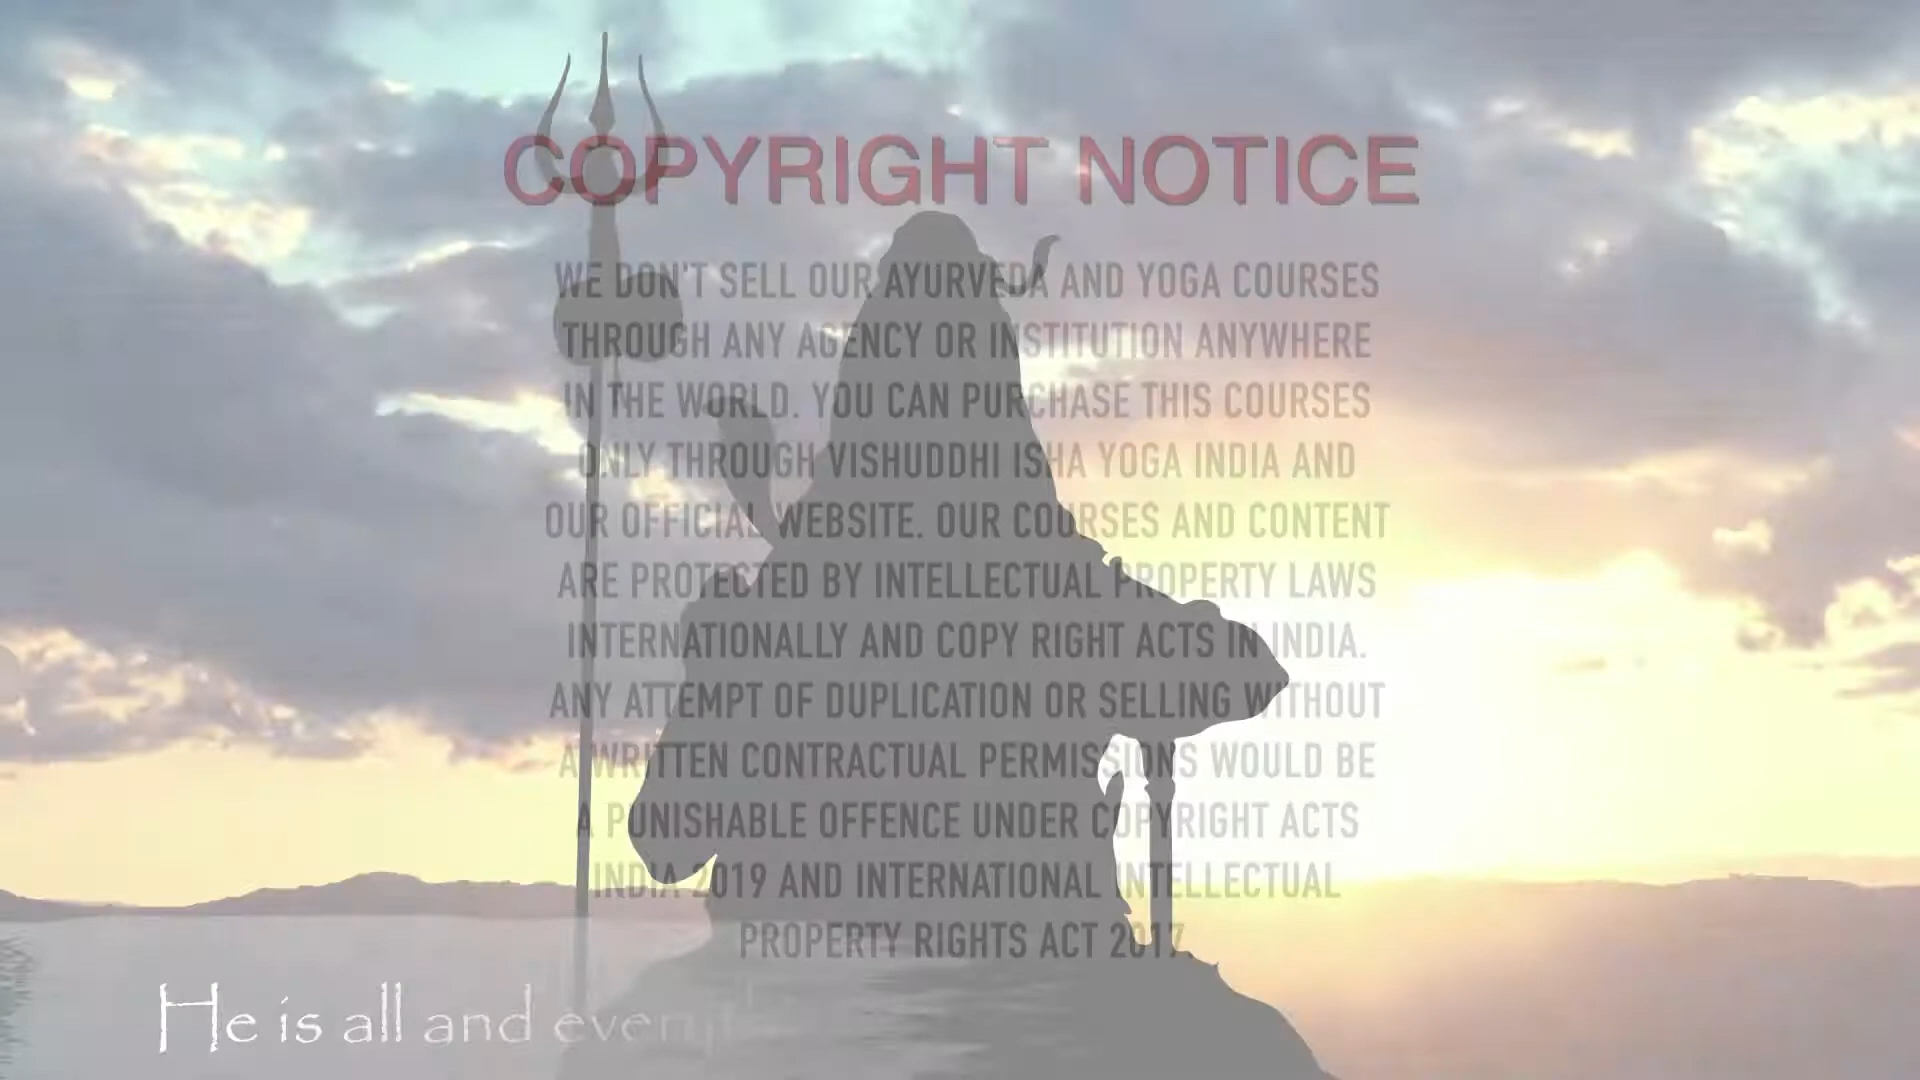 COPYRIGHT NOTICE
WE DON'T SELL OUR AYURVEDA AND YOGA COURSES
THROUGH ANY AGENCY OR INSTITUTION ANYWHERE
IN THE WORLD. YOU CAN PURCHASE THIS COURSES
ONLY THROUGH VISHUDDHI ISHA YOGA INDIA AND
OUR OFFICIAL WEBSITE. OUR COURSES AND CONTENT
ARE PROTECTED BY INTELLECTUAL PROPERTY LAWS
INTERNATIONALLY AND COPY RIGHT ACTS IN INDIA.
ANY ATTEMPT OF DUPLICATION OR SELLING WITHOUT
A WRITTEN CONTRACTUAL PERMISSIONS WOULD BE
A PUNISHABLE OFFENCE UNDER COPYRIGHT ACTS
INDIA 2019 AND INTERNATIONAL INTELLECTUAL
PROPERTY RIGHTS ACT 2017.
He is all and